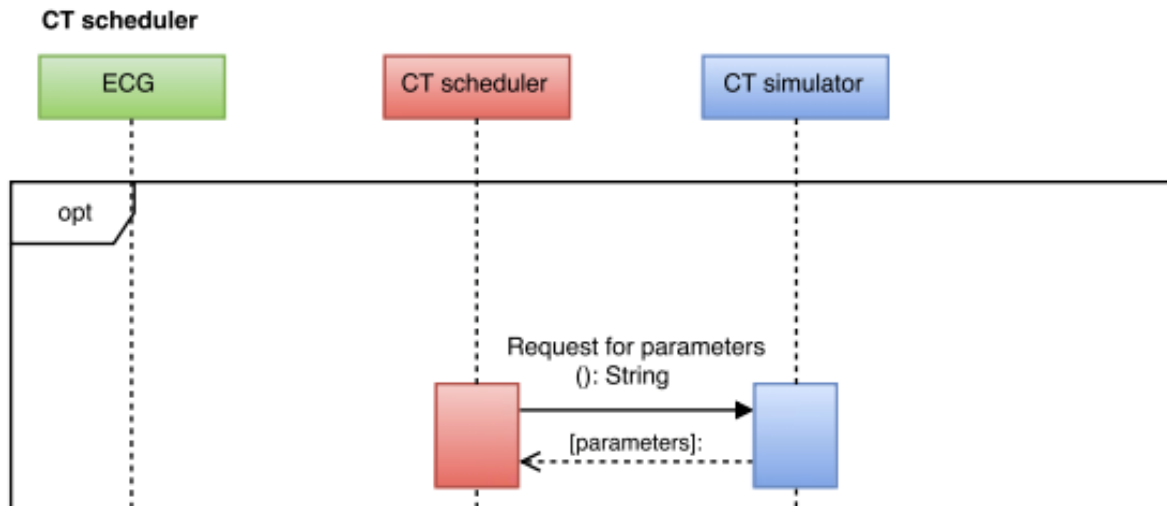 CT scheduler
ECG
CT scheduler
CT simulator
opt
Request for parameters
(): String
[parameters]: